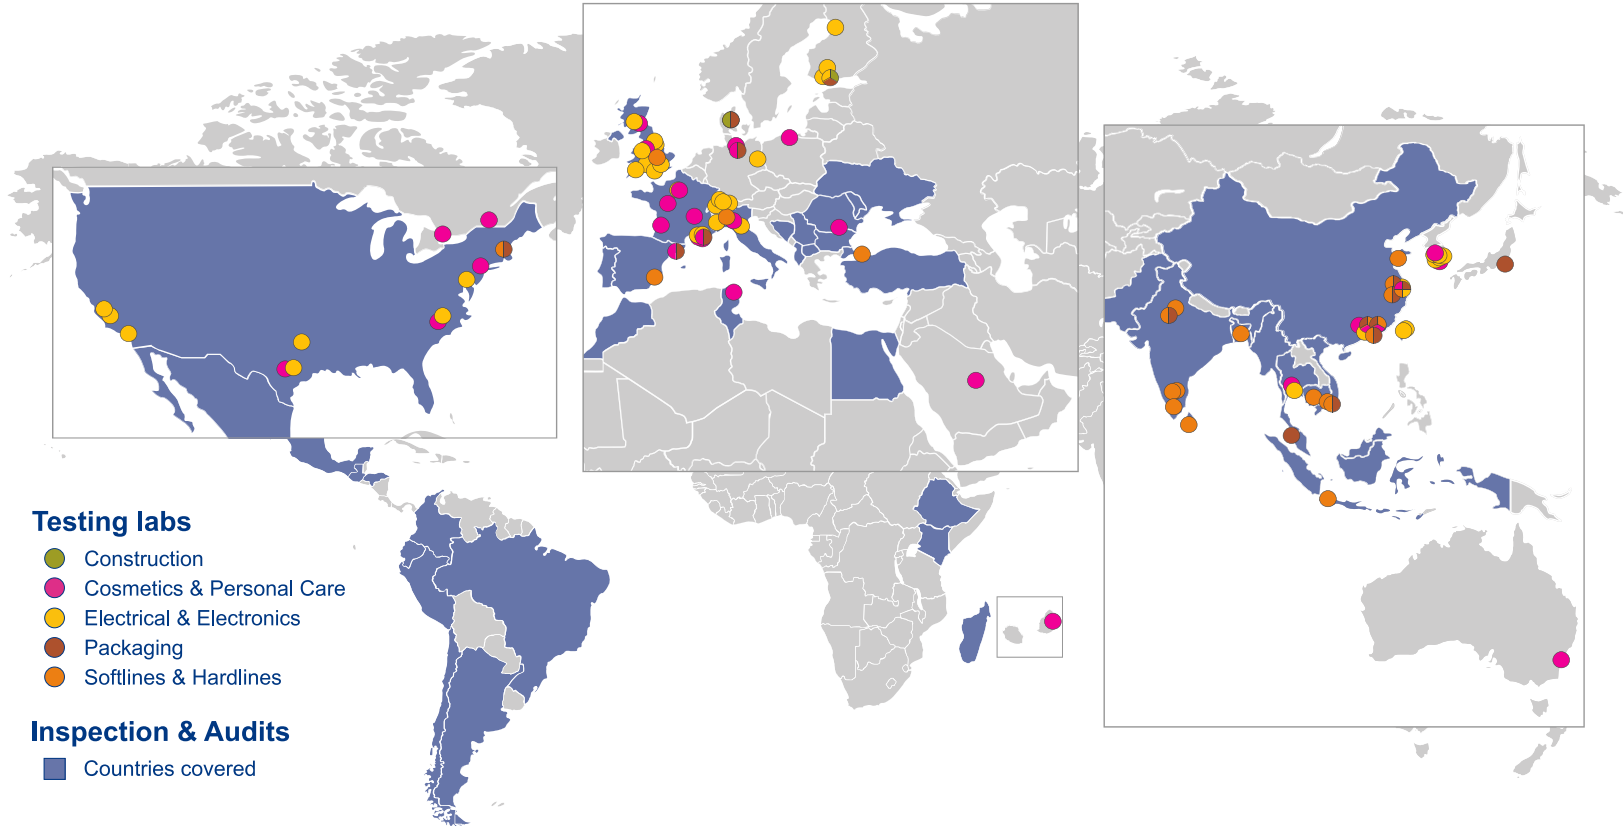 Testing labs
Construction
Cosmetics & Personal Care
Electrical & Electronics
Packaging
Softlines & Hardlines
Inspection & Audits
Countries covered